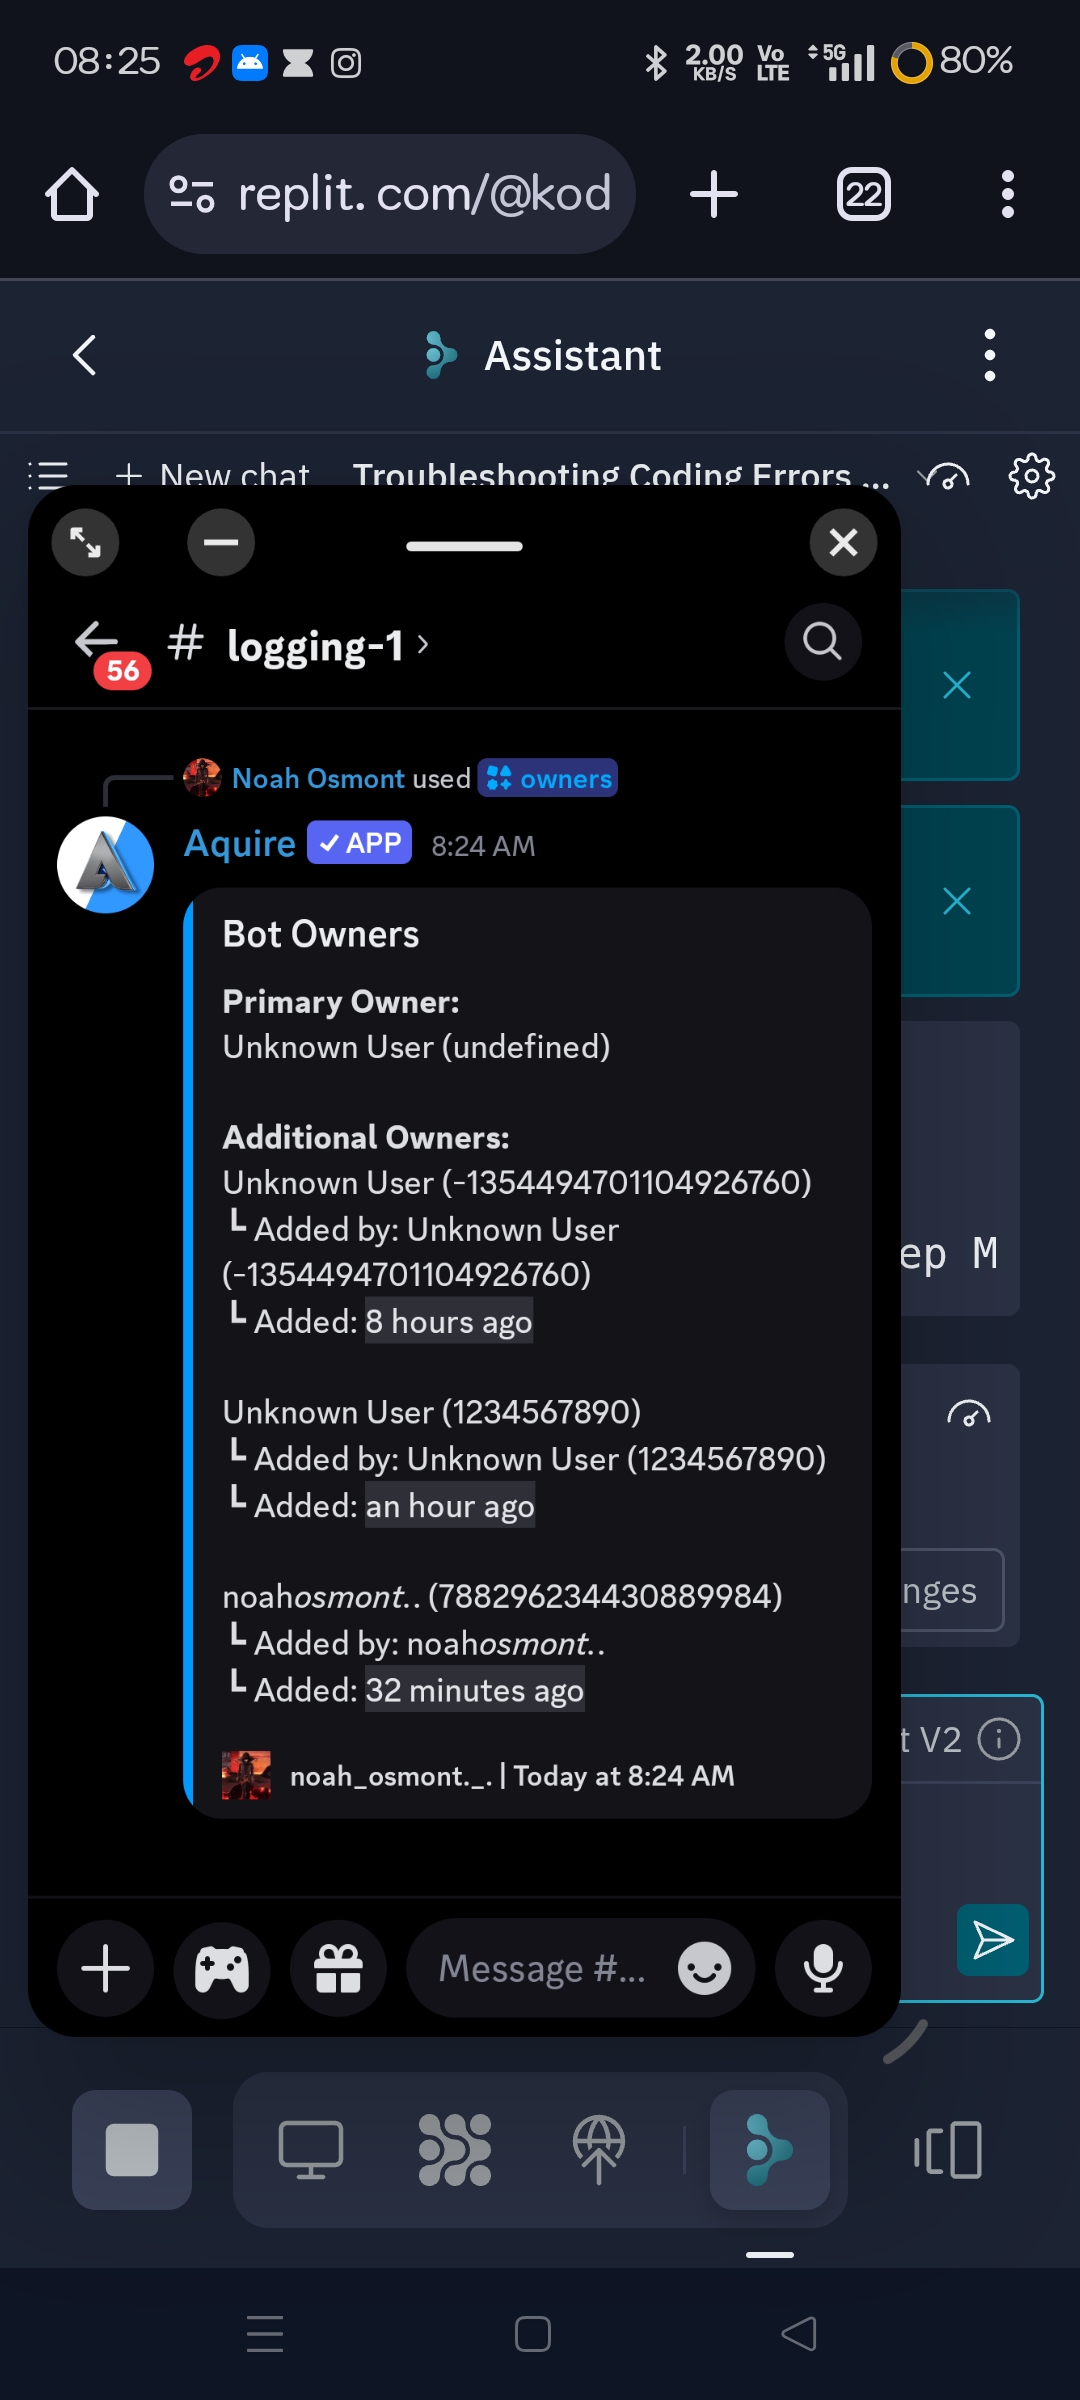 08:25
2.00 KB/S
Vo LTE
5G
80%
replit.com/@kod
22
Assistant
New chat
Troubleshooting Coding Errors ...
56
# logging-1 ›
Noah Osmont used owners
Aquire ✓ APP 8:24 AM
Bot Owners
Primary Owner:
Unknown User (undefined)
Additional Owners:
Unknown User (-1354494701104926760)
┗ Added by: Unknown User
(-1354494701104926760)
┗ Added: 8 hours ago
Unknown User (1234567890)
┗ Added by: Unknown User (1234567890)
┗ Added: an hour ago
noahosmont.. (788296234430889984)
┗ Added by: noahosmont..
┗ Added: 32 minutes ago
noah_osmont._. | Today at 8:24 AM
ep M
nges
t V2
Message #...